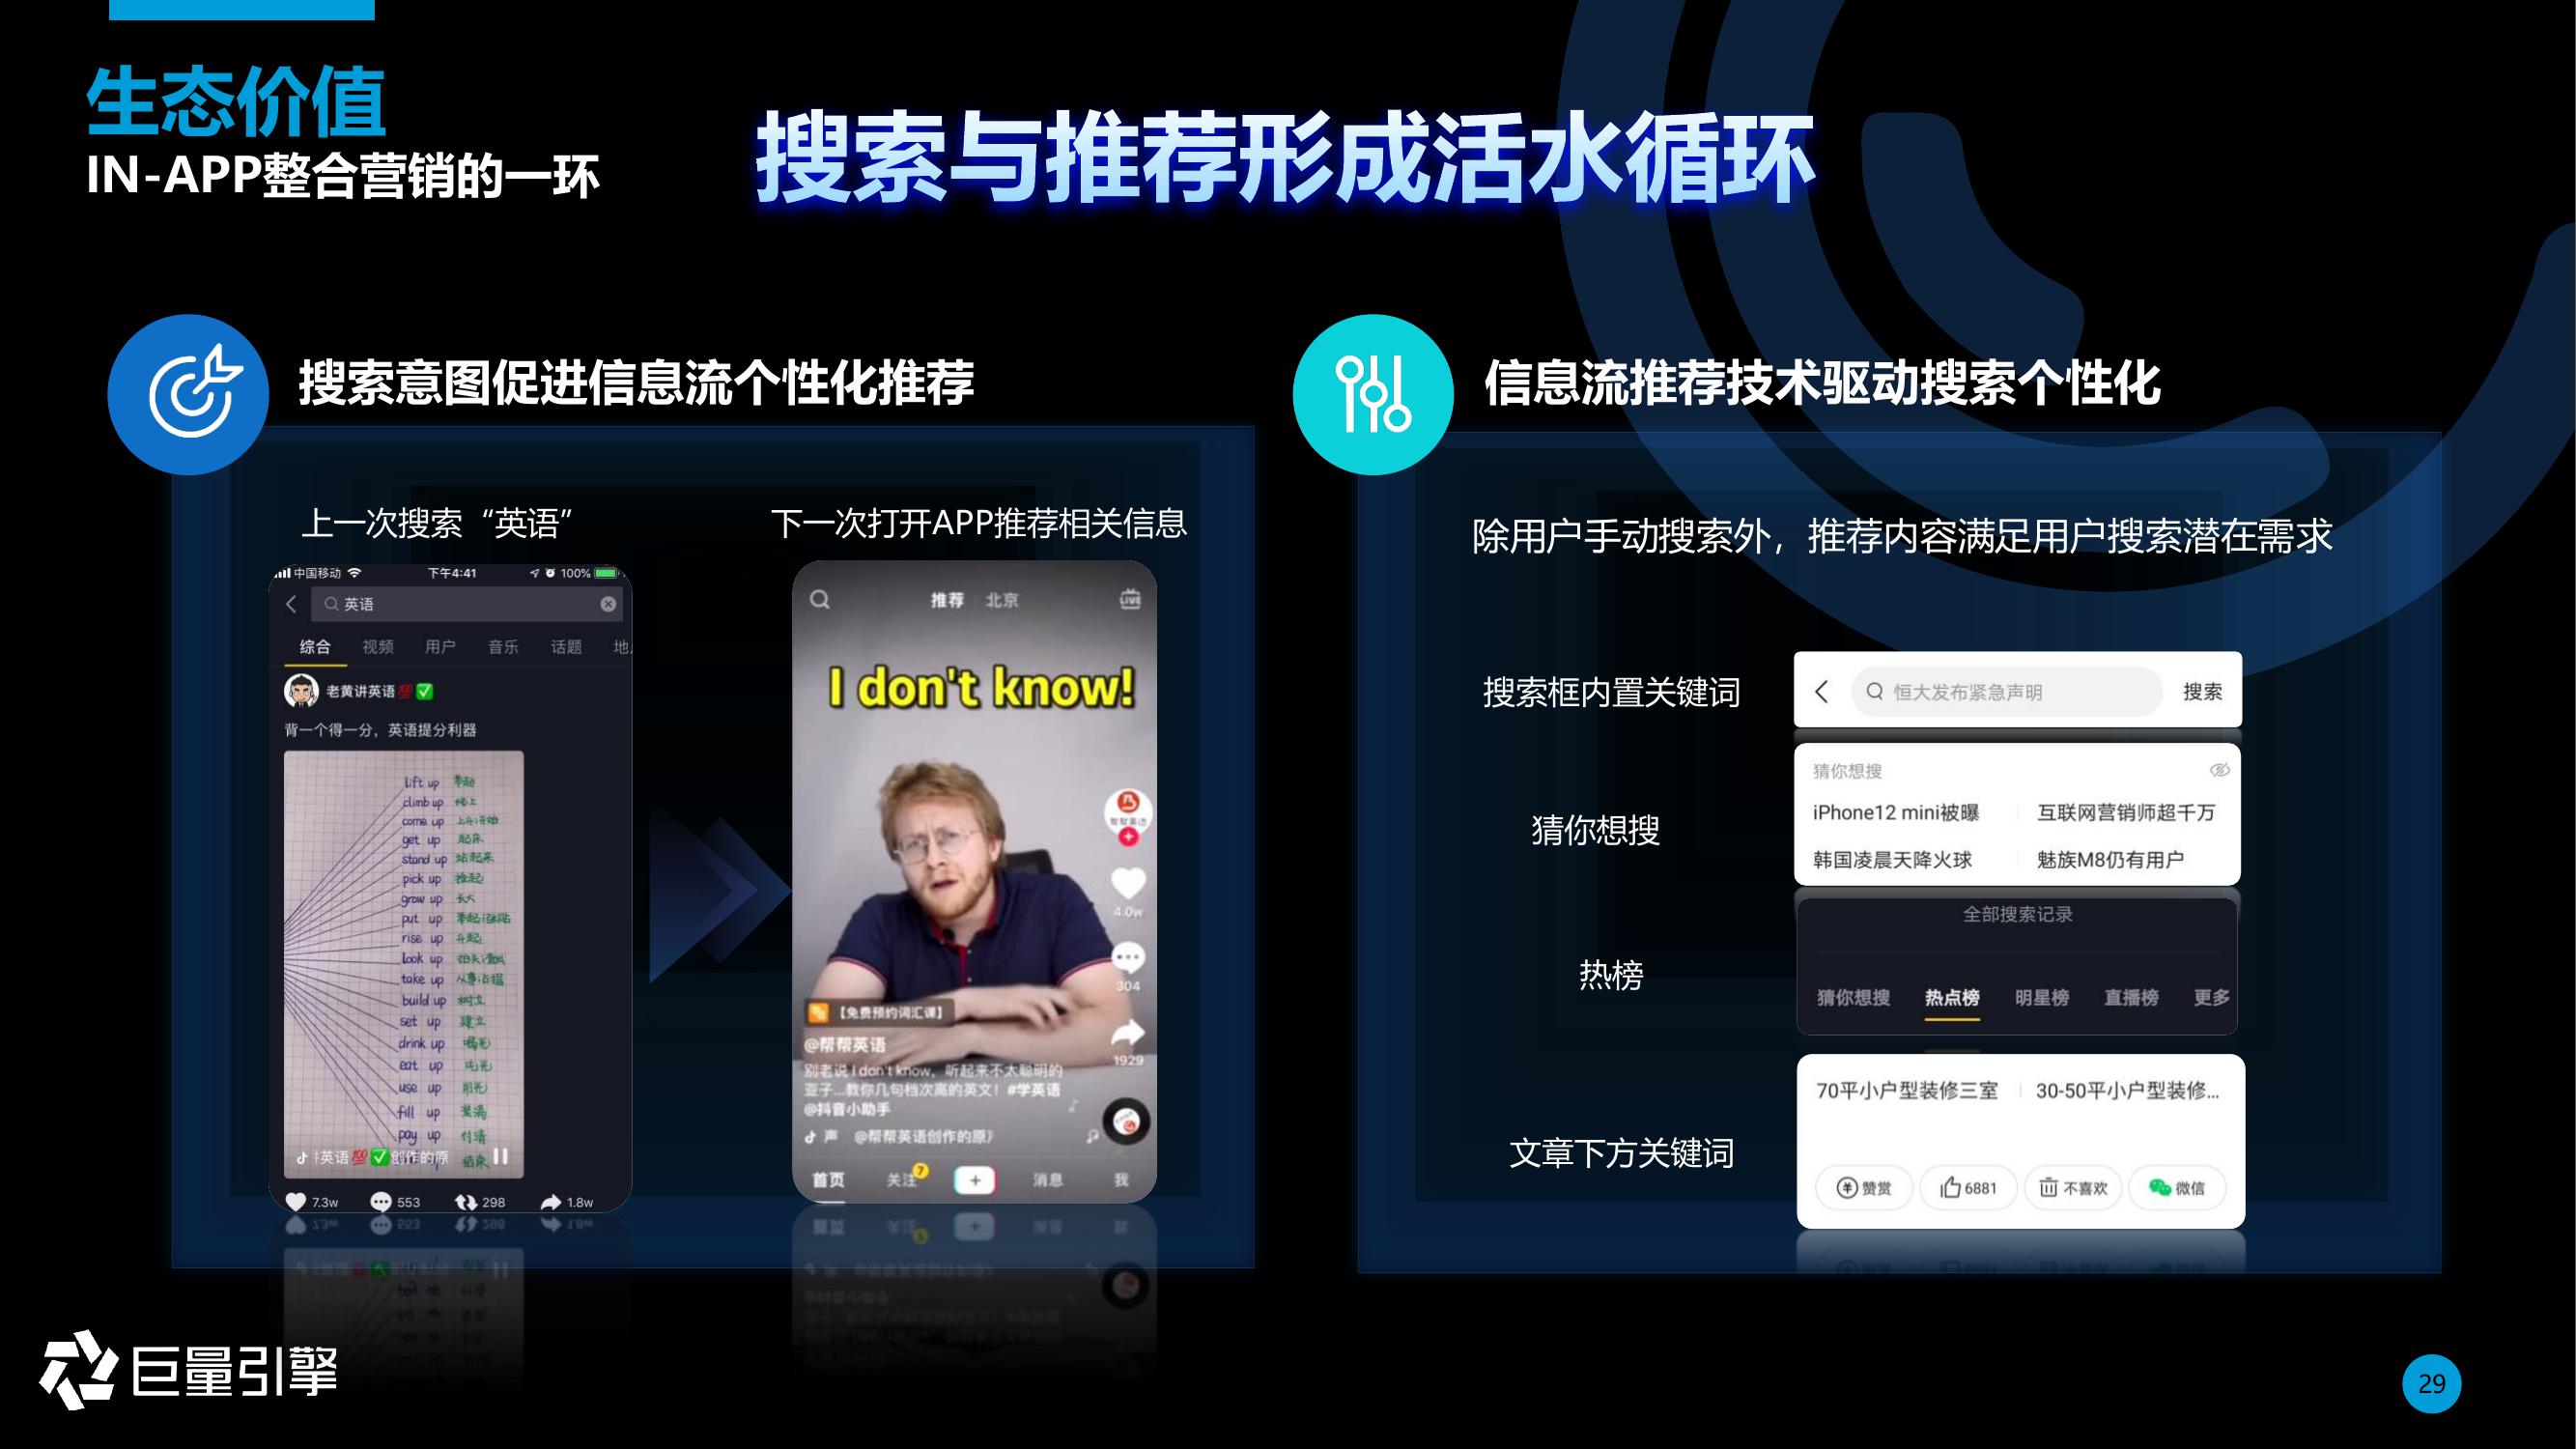 生态价值
IN-APP整合营销的一环
搜索与推荐形成活水循环
搜索意图促进信息流个性化推荐
上一次搜索“英语”
下一次打开APP推荐相关信息
中国移动 下午4:41 100%
英语
综合 视频 用户 音乐 话题
老黄讲英语💯✅
背一个得一分，英语提分利器
lift up 举起
climb up 爬上
come up
get up 起床
stand up 站起来
pick up 捡起
grow up 长大
put up
rise up 升起
look up
take up
build up 树立
set up 建立
drink up 喝光
eat up 吃光
use up 用光
fill up 装满
pay up 付清
结束
英语💯✅创作的原
7.3w 553 298 1.8w
推荐 北京 LIVE
I don't know!
4.0w
304
1929
【免费预约词汇课】
@帮帮英语
别老说 I don't know，听起来不太聪明的
亚子...教你几句档次高的英文！#学英语
@抖音小助手
声 @帮帮英语创作的原
首页 关注 7 + 消息 我
信息流推荐技术驱动搜索个性化
除用户手动搜索外，推荐内容满足用户搜索潜在需求
搜索框内置关键词
恒大发布紧急声明 搜索
猜你想搜
猜你想搜
iPhone12 mini被曝 互联网营销师超千万
韩国凌晨天降火球 魅族M8仍有用户
热榜
全部搜索记录
猜你想搜 热点榜 明星榜 直播榜 更多
文章下方关键词
70平小户型装修三室 30-50平小户型装修...
赞赏 6881 不喜欢 微信
巨量引擎
29